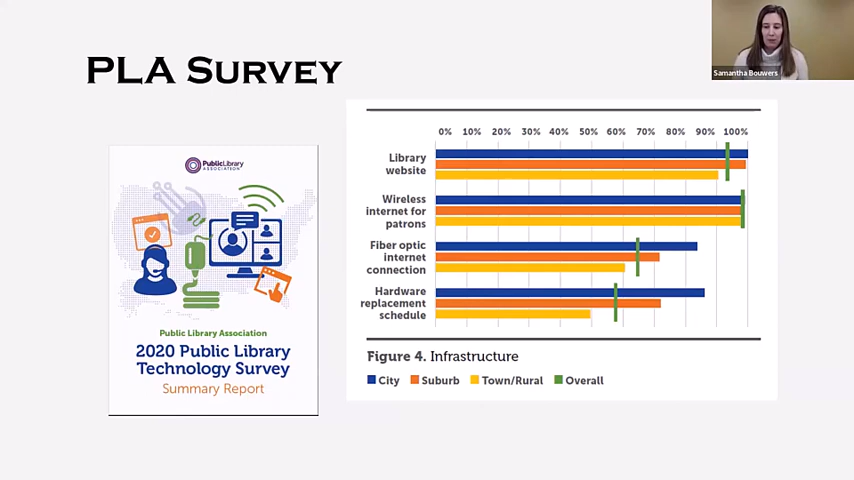 PLA Survey
Samantha Bouwers
PublicLibrary
ASSOCIATION
Public Library Association
2020 Public Library
Technology Survey
Summary Report
0% 10% 20% 30% 40% 50% 60% 70% 80% 90% 100%
Library
website
Wireless
internet for
patrons
Fiber optic
internet
connection
Hardware
replacement
schedule
Figure 4. Infrastructure
City Suburb Town/Rural Overall